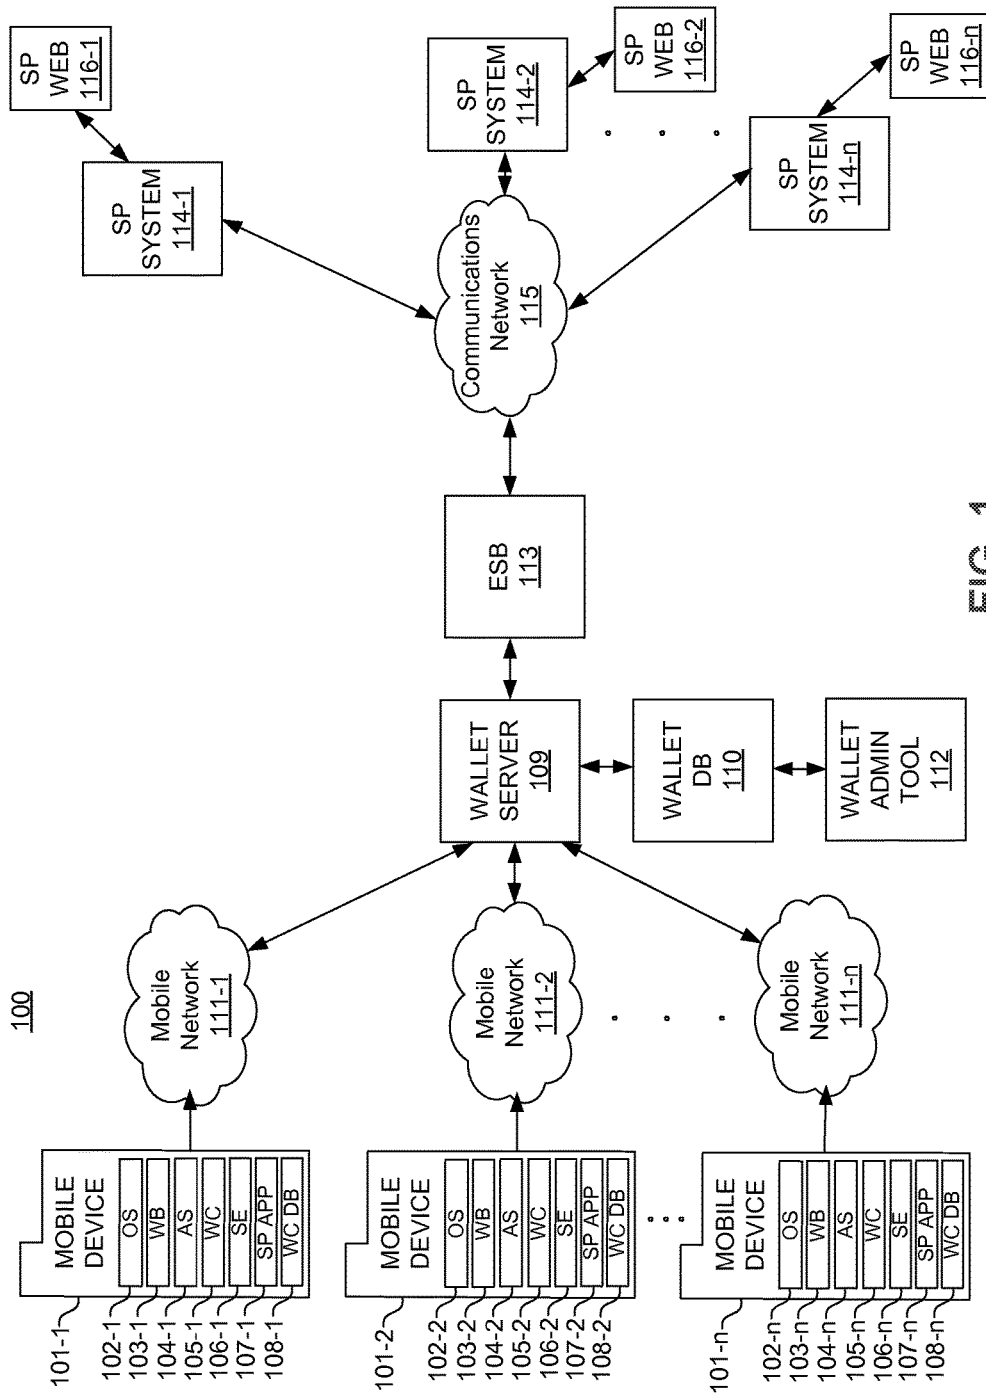 100
MOBILE
DEVICE
OS
WB
AS
WC
SE
SP APP
WC DB
101-1
102-1
103-1
104-1
105-1
106-1
107-1
108-1
Mobile
Network
111-1
MOBILE
DEVICE
OS
WB
AS
WC
SE
SP APP
WC DB
101-2
102-2
103-2
104-2
105-2
106-2
107-2
108-2
Mobile
Network
111-2
MOBILE
DEVICE
OS
WB
AS
WC
SE
SP APP
WC DB
101-n
102-n
103-n
104-n
105-n
106-n
107-n
108-n
Mobile
Network
111-n
WALLET
SERVER
109
WALLET
DB
110
WALLET
ADMIN
TOOL
112
ESB
113
Communications
Network
115
SP
SYSTEM
114-1
SP
WEB
116-1
SP
SYSTEM
114-2
SP
WEB
116-2
SP
SYSTEM
114-n
SP
WEB
116-n
FIG. 1